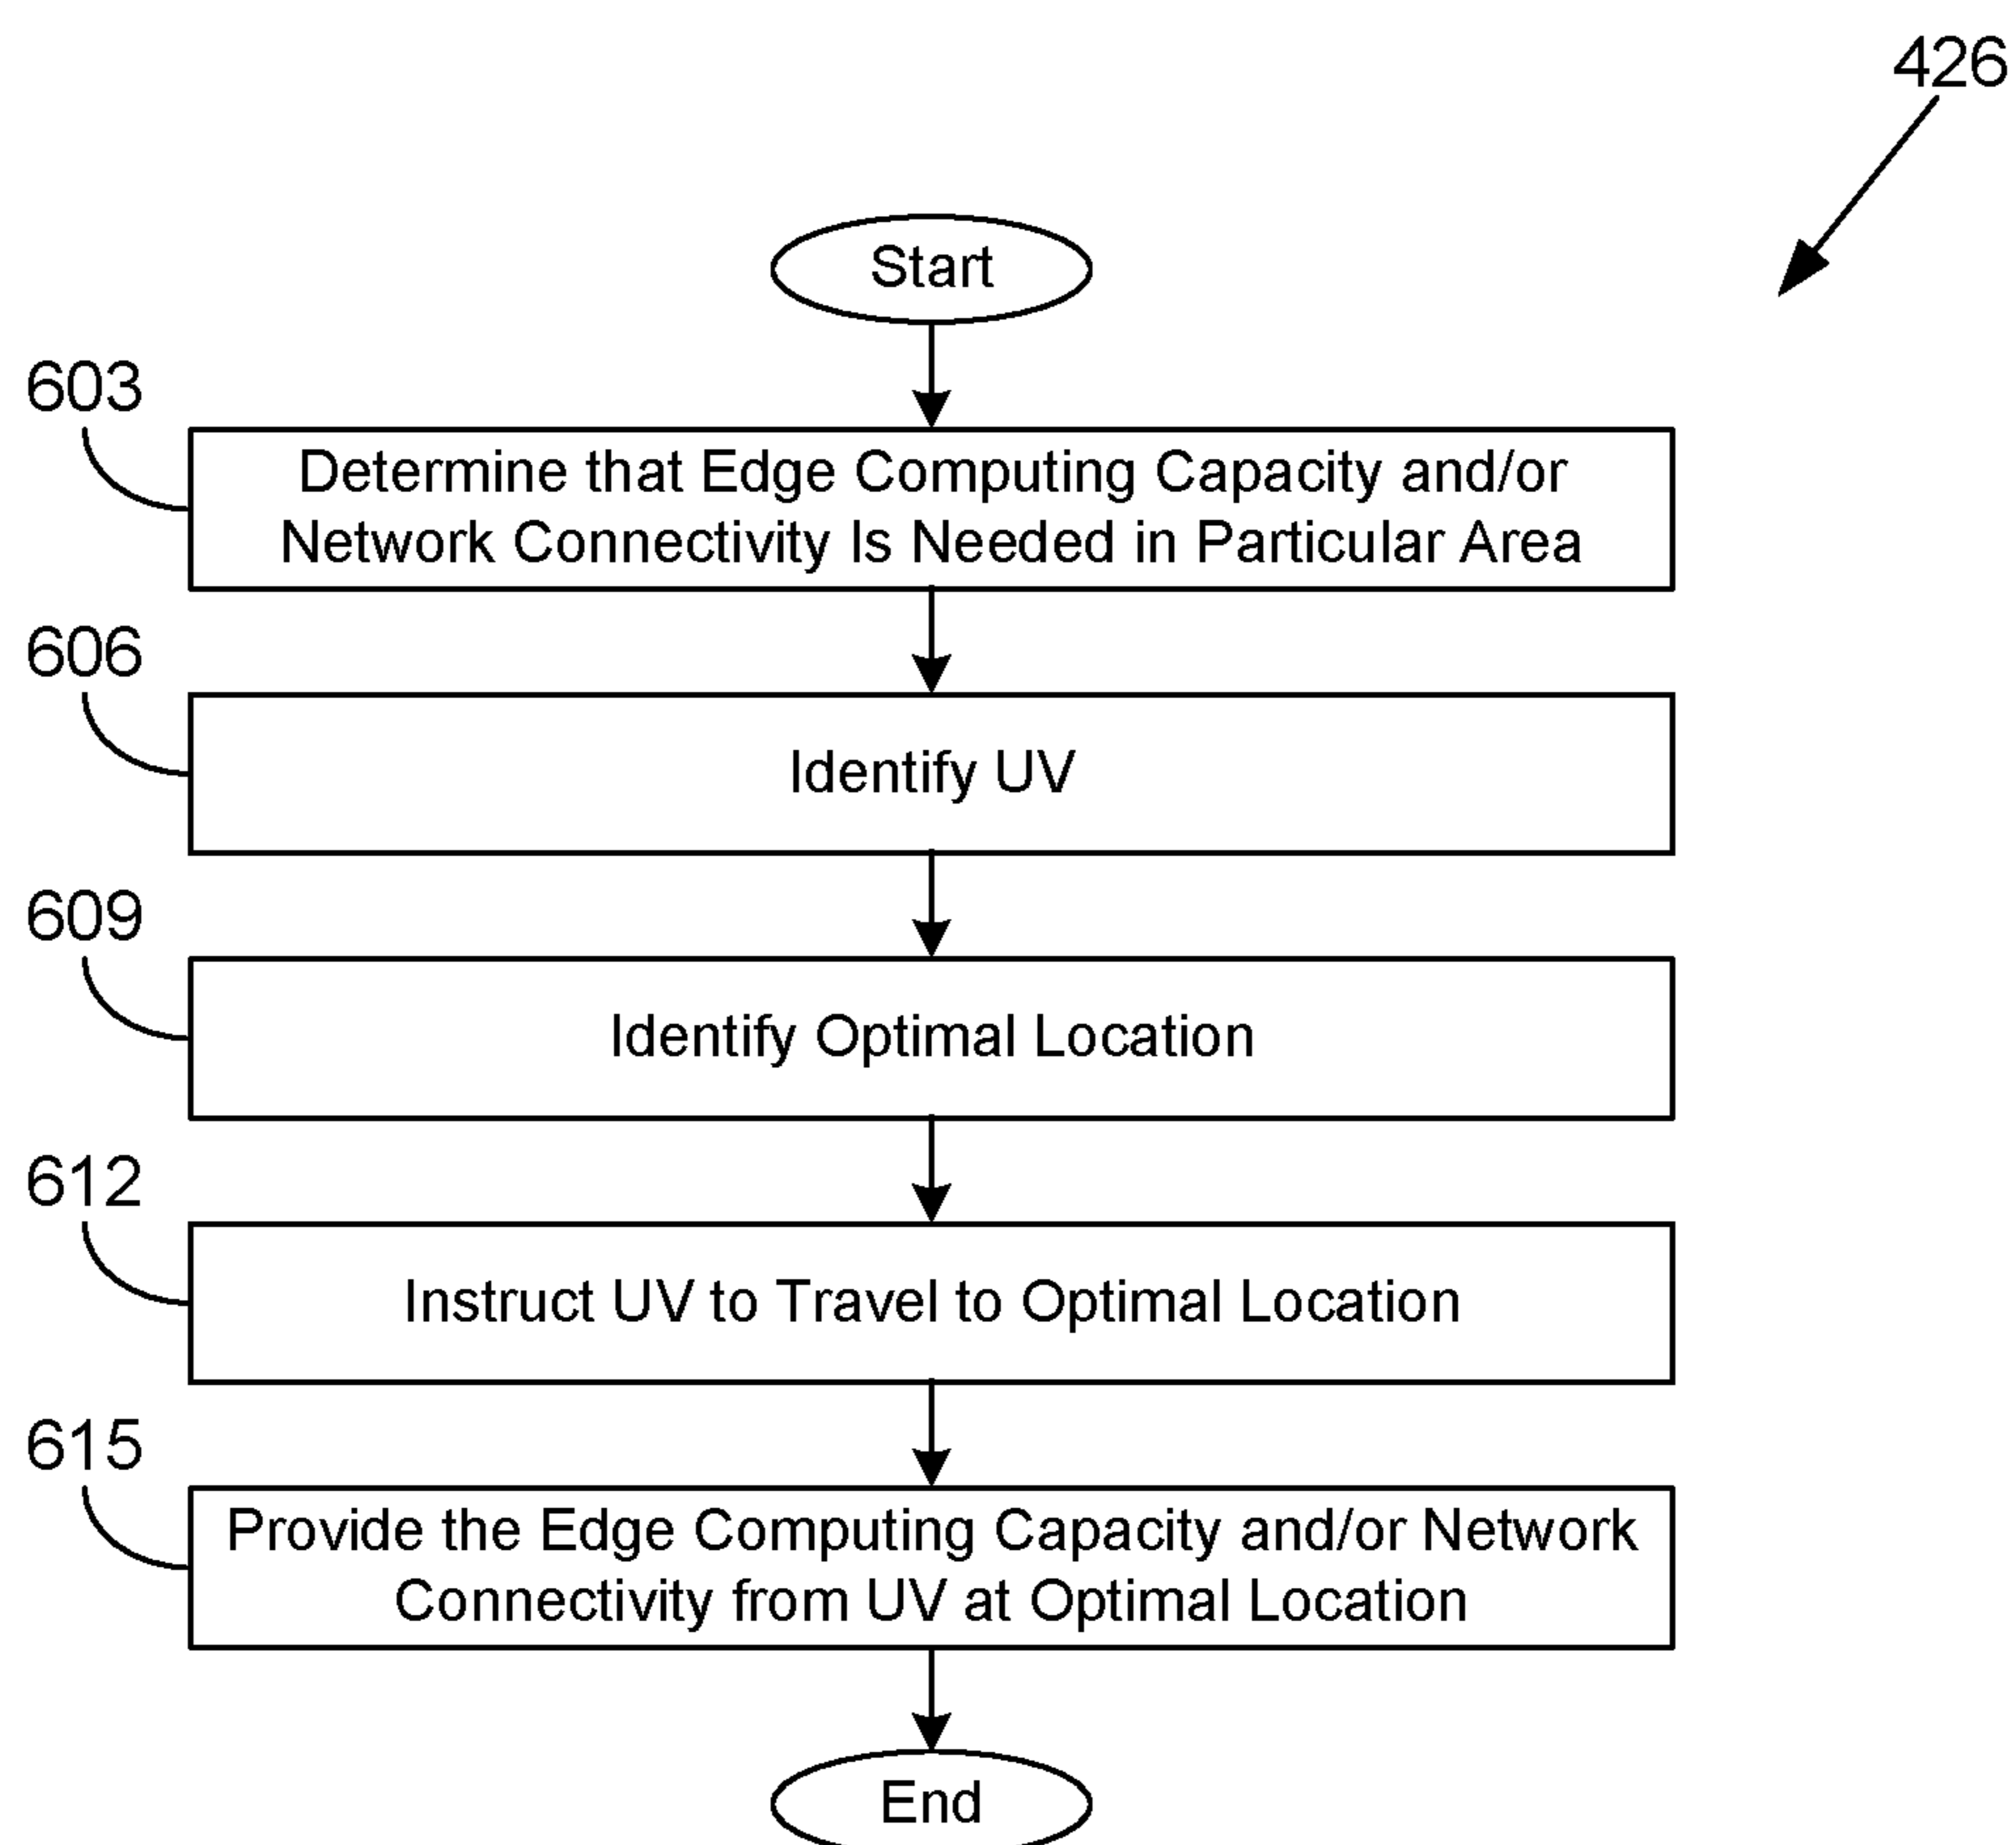 426
Start
603
Determine that Edge Computing Capacity and/or
Network Connectivity Is Needed in Particular Area
606
Identify UV
609
Identify Optimal Location
612
Instruct UV to Travel to Optimal Location
615
Provide the Edge Computing Capacity and/or Network
Connectivity from UV at Optimal Location
End